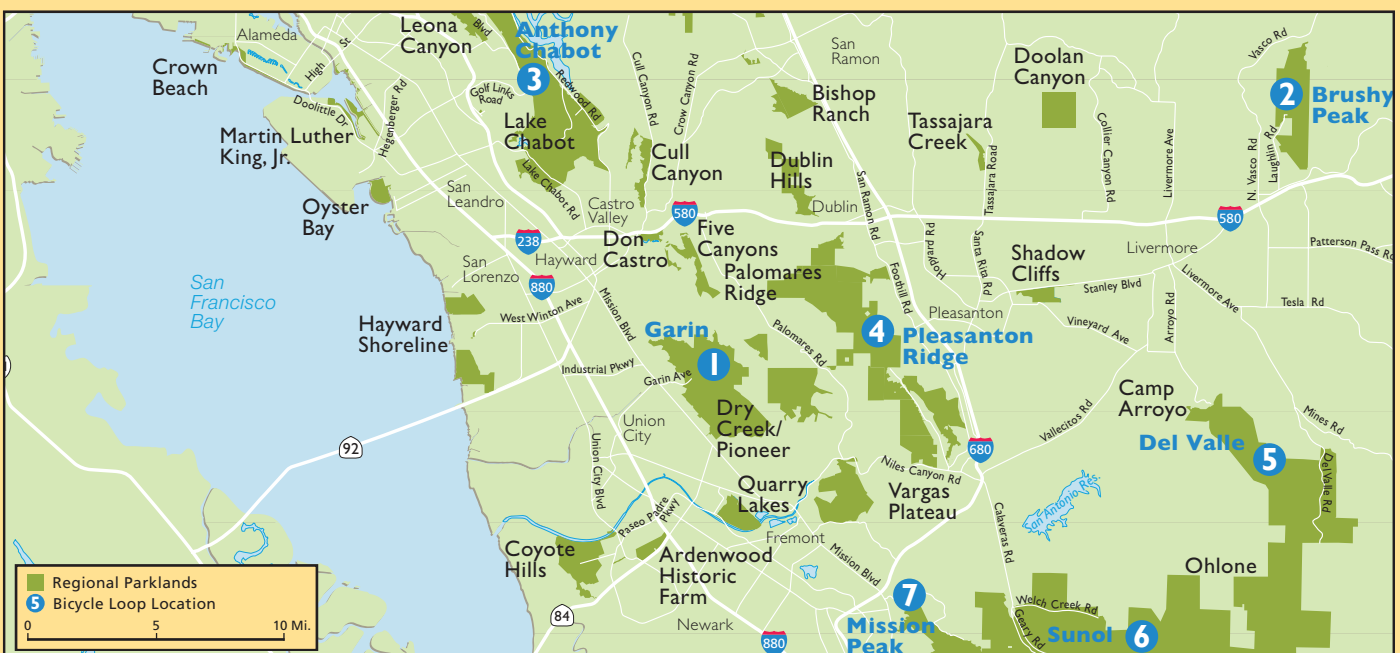 Alameda
Crown
Beach
High
St
Doolittle Dr
Hegenberger Rd
Martin Luther
King, Jr.
Oyster
Bay
San
Francisco
Bay
Leona
Canyon
Blvd
Anthony
Chabot
3
Redwood Rd
Golf Links
Road
Lake
Chabot
Lake Chabot Rd
San
Leandro
Castro
Valley
Cull Canyon Rd
Crow Canyon Rd
Cull
Canyon
580
238
880
Hayward
San
Lorenzo
Don
Castro
Five
Canyons
Palomares
Ridge
West Winton Ave
Mission Blvd
Hayward
Shoreline
Garin
1
Industrial Pkwy
Garin Ave
Dry
Creek/
Pioneer
Palomares Rd
Union
City
Union City Blvd
92
San
Ramon
Bishop
Ranch
Dublin
Hills
Dublin
San Ramon Rd
Foothill Rd
Hopyard Rd
Santa Rita Rd
Tassajara
Creek
Tassajara Road
Doolan
Canyon
Collier Canyon Rd
Livermore Ave
Vasco Rd
2
Brushy
Peak
N. Vasco Rd
Laughlin Rd
580
Livermore
Patterson Pass Rd
Shadow
Cliffs
Stanley Blvd
Livermore Ave
Tesla Rd
Pleasanton
Vineyard Ave
Arroyo Rd
4
Pleasanton
Ridge
Camp
Arroyo
Vallecitos Rd
Mines Rd
Del Valle
5
Del Valle Rd
680
Niles Canyon Rd
Vargas
Plateau
San Antonio Res.
Calaveras Rd
Quarry
Lakes
Fremont
Paseo Padre
Pkwy
Coyote
Hills
Ardenwood
Historic
Farm
Mission Blvd
84
Newark
880
7
Mission
Peak
Ohlone
Welch Creek Rd
Geary Rd
Sunol
6
Regional Parklands
5 Bicycle Loop Location
0 5 10 Mi.